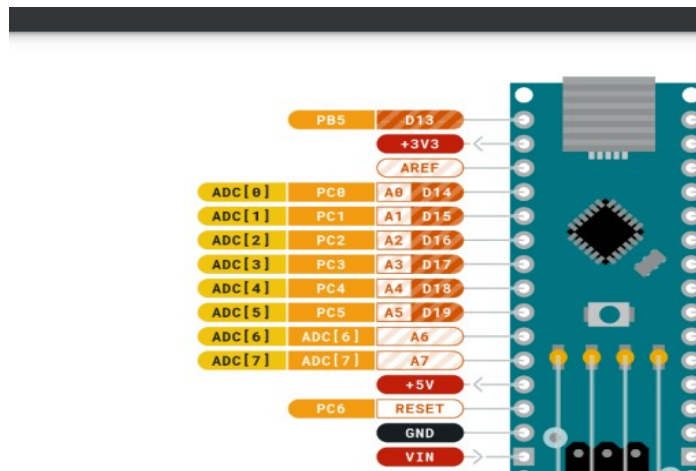 PB5 D13
+3V3
AREF
ADC[0] PC0 A0 D14
ADC[1] PC1 A1 D15
ADC[2] PC2 A2 D16
ADC[3] PC3 A3 D17
ADC[4] PC4 A4 D18
ADC[5] PC5 A5 D19
ADC[6] ADC[6] A6
ADC[7] ADC[7] A7
+5V
PC6 RESET
GND
VIN